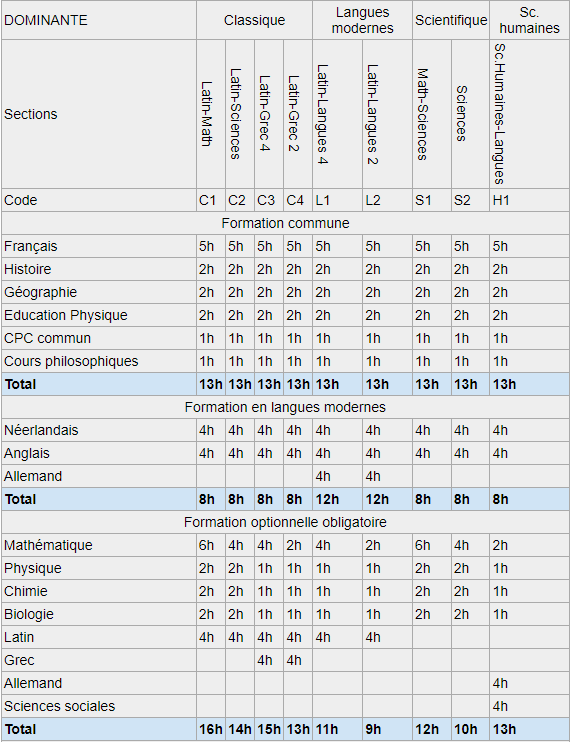 DOMINANTE Classique Langues modernes Scientifique Sc. humaines
Sections Latin-Math Latin-Sciences Latin-Grec 4 Latin-Grec 2 Latin-Langues 4 Latin-Langues 2 Math-Sciences Sciences Sc.Humaines-Langues
Code C1 C2 C3 C4 L1 L2 S1 S2 H1
Formation commune
Français 5h 5h 5h 5h 5h 5h 5h 5h 5h
Histoire 2h 2h 2h 2h 2h 2h 2h 2h 2h
Géographie 2h 2h 2h 2h 2h 2h 2h 2h 2h
Education Physique 2h 2h 2h 2h 2h 2h 2h 2h 2h
CPC commun 1h 1h 1h 1h 1h 1h 1h 1h 1h
Cours philosophiques 1h 1h 1h 1h 1h 1h 1h 1h 1h
Total 13h 13h 13h 13h 13h 13h 13h 13h 13h
Formation en langues modernes
Néerlandais 4h 4h 4h 4h 4h 4h 4h 4h 4h
Anglais 4h 4h 4h 4h 4h 4h 4h 4h 4h
Allemand 4h 4h
Total 8h 8h 8h 8h 12h 12h 8h 8h 8h
Formation optionnelle obligatoire
Mathématique 6h 4h 4h 2h 4h 2h 6h 4h 2h
Physique 2h 2h 1h 1h 1h 1h 2h 2h 1h
Chimie 2h 2h 1h 1h 1h 1h 2h 2h 1h
Biologie 2h 2h 1h 1h 1h 1h 2h 2h 1h
Latin 4h 4h 4h 4h 4h 4h
Grec 4h 4h
Allemand 4h
Sciences sociales 4h
Total 16h 14h 15h 13h 11h 9h 12h 10h 13h